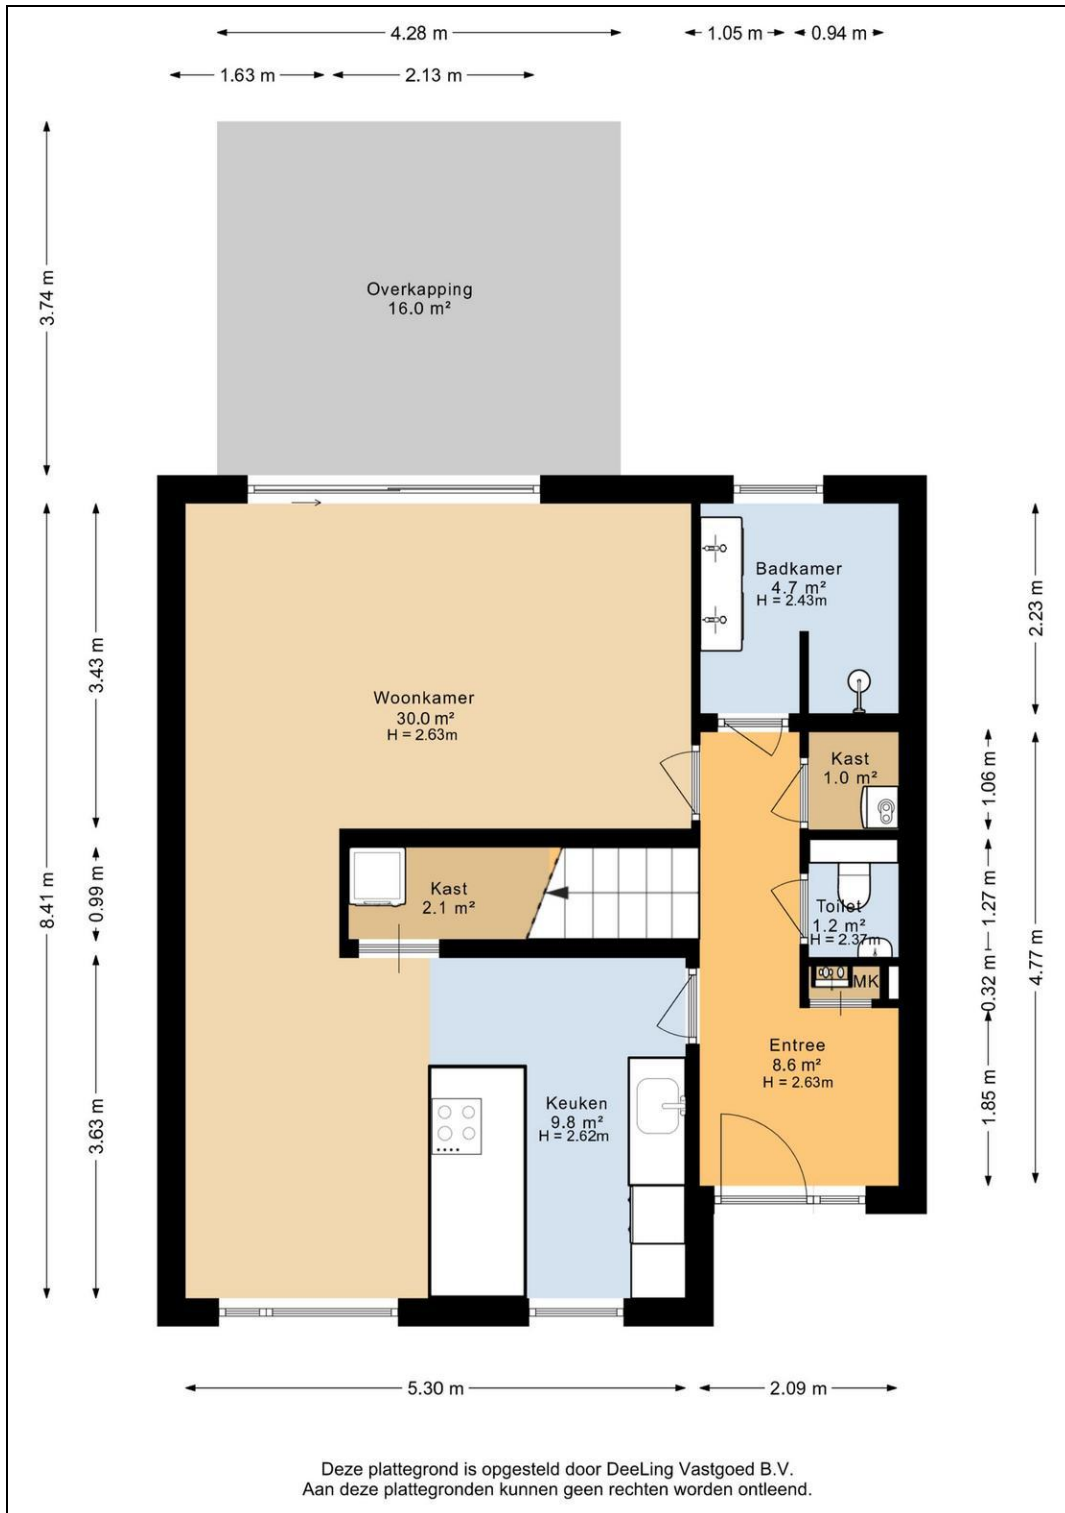 4.28 m
1.05 m
0.94 m
1.63 m
2.13 m
3.74 m
Overkapping
16.0 m²
8.41 m
3.43 m
0.99 m
3.63 m
Woonkamer
30.0 m²
H = 2.63m
Badkamer
4.7 m²
H = 2.43m
2.23 m
Kast
1.0 m²
1.06 m
Kast
2.1 m²
Toilet
1.2 m²
H = 2.37m
1.27 m
0.32 m
4.77 m
MK
Entree
8.6 m²
H = 2.63m
1.85 m
Keuken
9.8 m²
H = 2.62m
5.30 m
2.09 m
Deze plattegrond is opgesteld door DeeLing Vastgoed B.V.
Aan deze plattegronden kunnen geen rechten worden ontleend.